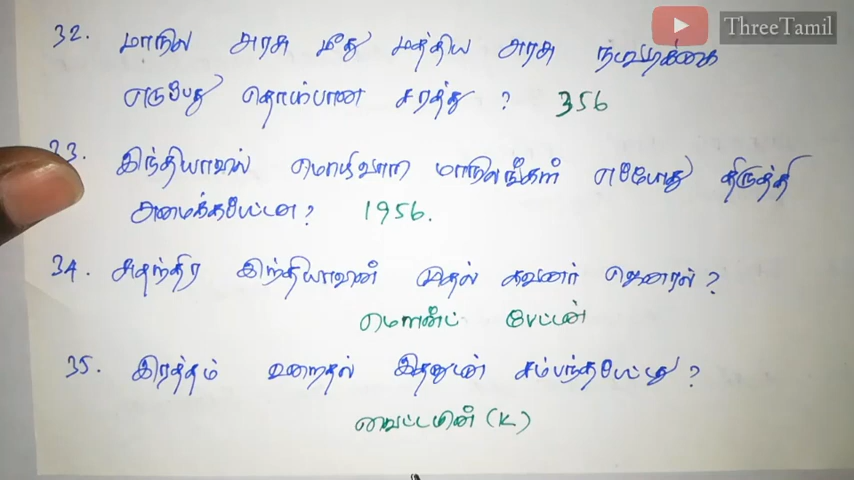 ThreeTamil
32. மாநில அரசு மீது மத்திய அரசு நடவடிக்கை
எடுப்பது தொடர்பான சரத்து ? 356
33. இந்தியாவில் மொழிவாரி மாநிலங்கள் எப்போது திருத்தி
அமைக்கப்பட்டன ? 1956.
34. சுதந்திர இந்தியாவின் முதல் கவர்னர் ஜெனரல் ?
மௌண்ட் பேட்டன்
35. இரத்தம் உறைதல் இதனுடன் சம்பந்தப்பட்டது ?
வைட்டமின் (K)